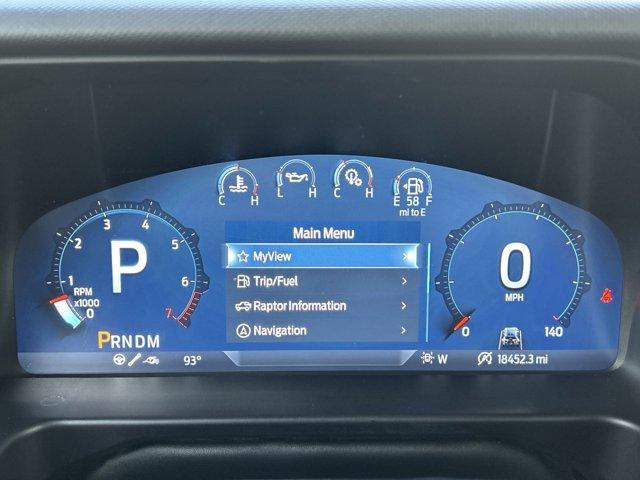 C H
L H
C H
E 58 F
mi to E
Main Menu
MyView
Trip/Fuel
Raptor Information
Navigation
0
1
2
3
4
5
6
7
RPM
x1000
P
PRNDM
93°
0
MPH
0
140
W
18452.3 mi